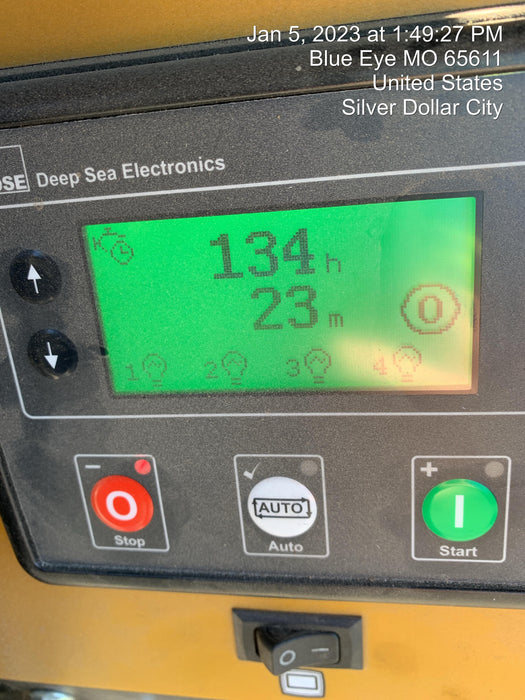 Jan 5, 2023 at 1:49:27 PM
Blue Eye MO 65611
United States
Silver Dollar City
DSE Deep Sea Electronics
134 h
23 m
0
1 2 3 4
− + 
O AUTO I
Stop Auto Start
O —